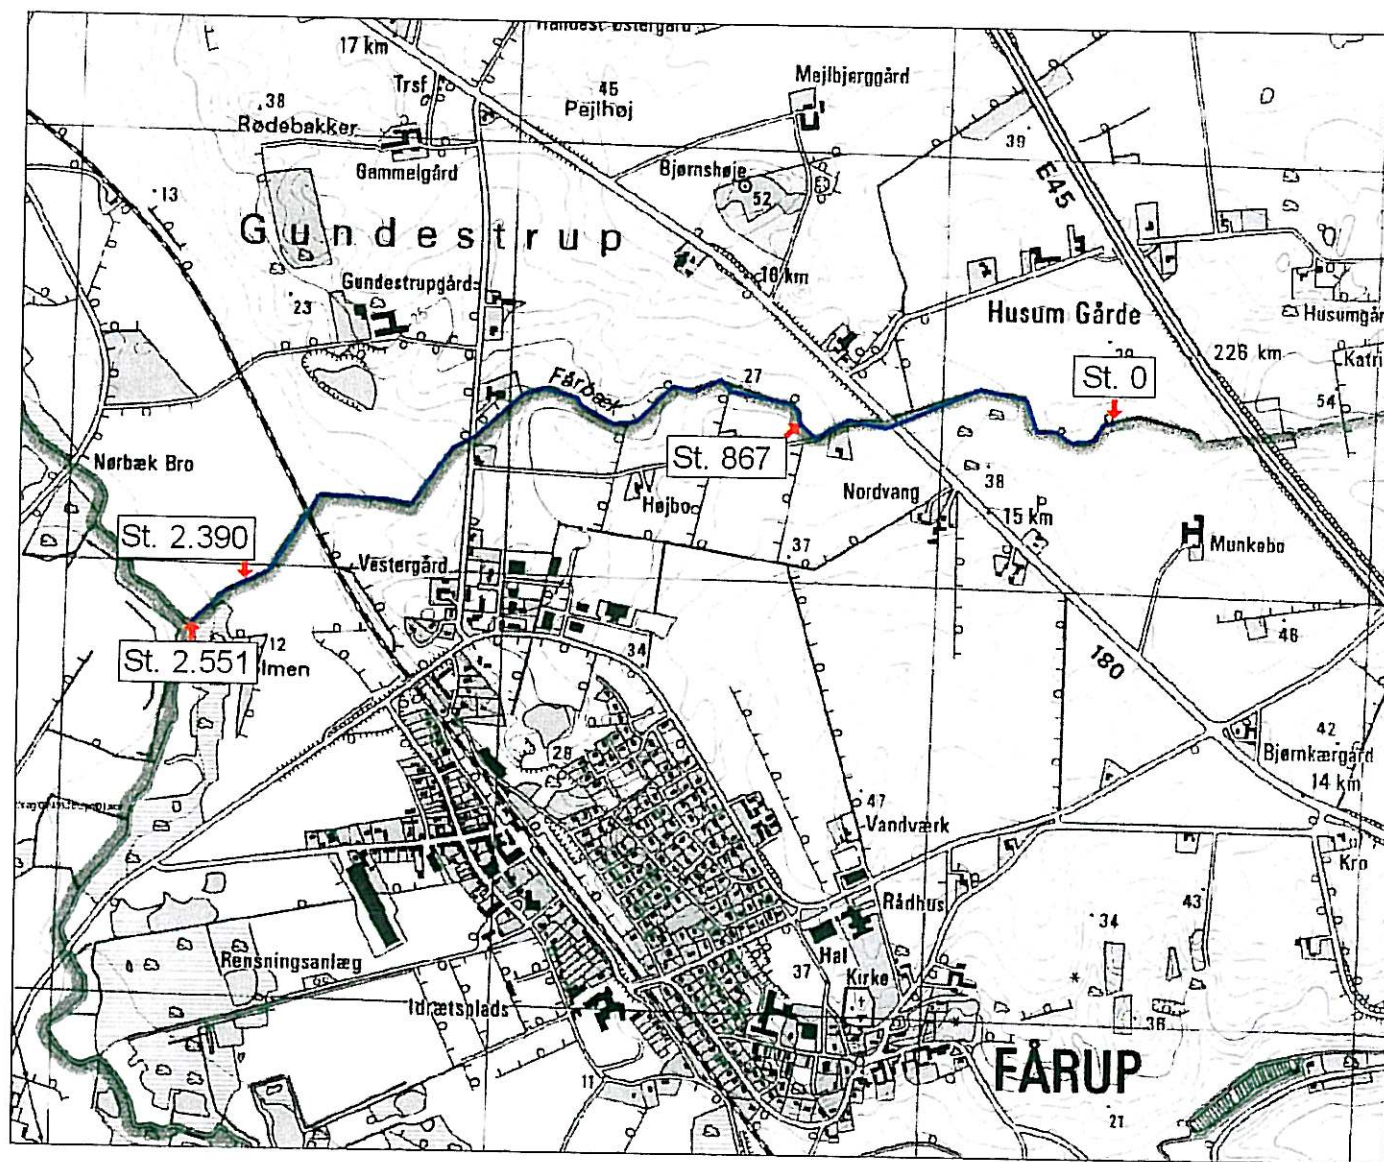 17 km
Trsf
45
Pejlhøj
Mejlbjerggård
38
Rødebakker
Gammelgård
39
E45
Bjørnshøje
52
13
Gundestrup
16 km
Gundestrupgård
23
Husum Gårde
Husumgår
226 km
Katri
Fårbæk
27
St. 0
54
St. 867
Nørbæk Bro
Højbo
Nordvang
38
15 km
St. 2.390
37
Munkebo
Vestergård
46
St. 2.551
12
Imen
34
180
42
Bjørnkærgård
14 km
28
47
Vandværk
Kro
Rådhus
34
43
Hal
37
Kirke
Rensningsanlæg
Idrætsplads
36
FÅRUP
11
21